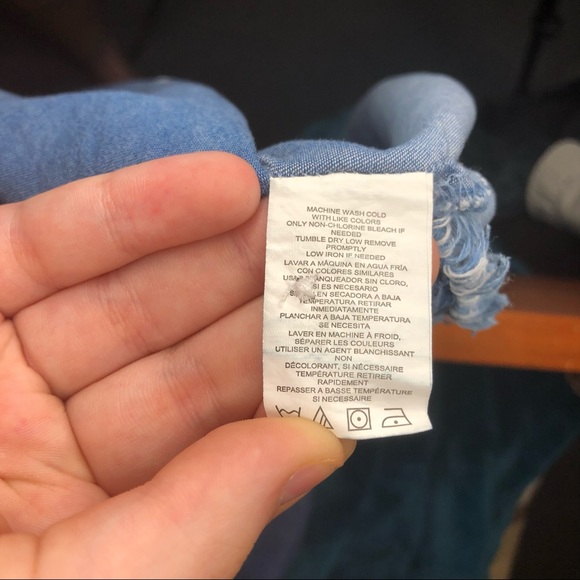 MACHINE WASH COLD
WITH LIKE COLORS
ONLY NON-CHLORINE BLEACH IF
NEEDED
TUMBLE DRY LOW REMOVE
PROMPTLY
LOW IRON IF NEEDED
LAVAR A MÁQUINA EN AGUA FRÍA
CON COLORES SIMILARES
BLANQUEADOR SIN CLORO,
SI ES NECESARIO
EN SECADORA A BAJA
TEMPERATURA RETIRAR
INMEDIATAMENTE
PLANCHAR A BAJA TEMPERATURA
SE NECESITA
LAVER EN MACHINE À FROID,
SÉPARER LES COULEURS
UTILISER UN AGENT BLANCHISSANT
NON
DÉCOLORANT, SI NÉCESSAIRE
TEMPÉRATURE RETIRER
RAPIDEMENT
REPASSER A BASSE TEMPÉRATURE
SI NÉCESSAIRE